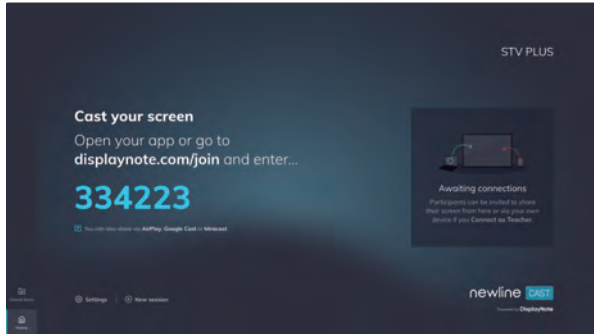 STV PLUS
Cast your screen
Open your app or go to
displaynote.com/join and enter...
334223
You can also share via AirPlay, Google Cast or Miracast.
Awaiting connections
Participants can be invited to share
their screen from here or via your own
device if you Connect as Teacher.
Settings
New session
newline CAST
Powered by DisplayNote
Home